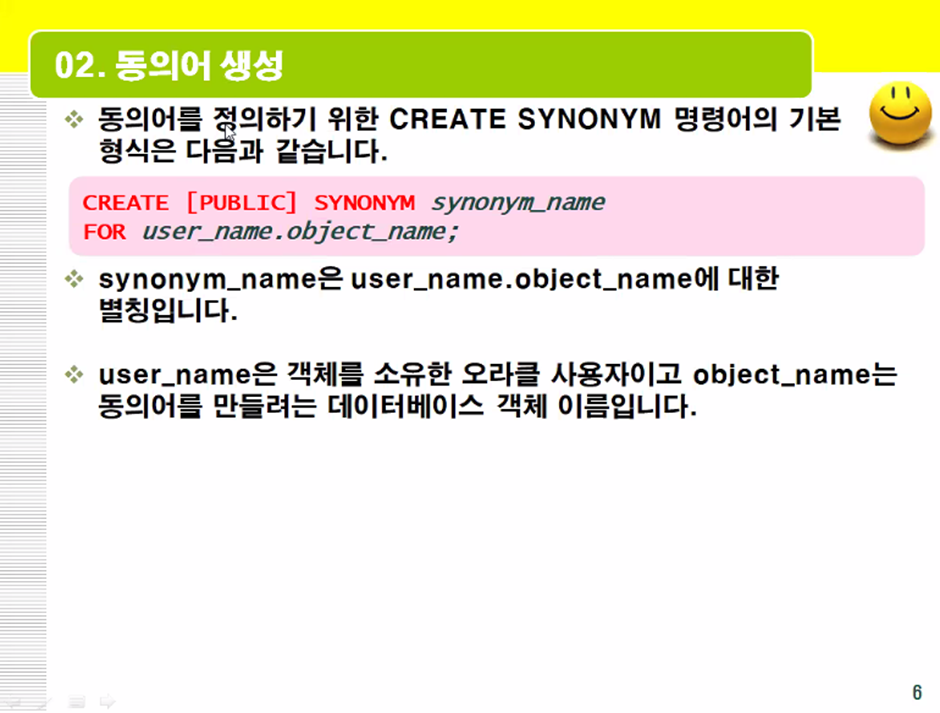 02. 동의어 생성
동의어를 정의하기 위한 CREATE SYNONYM 명령어의 기본
형식은 다음과 같습니다.
CREATE [PUBLIC] SYNONYM synonym_name
FOR user_name.object_name;
synonym_name은 user_name.object_name에 대한
별칭입니다.
user_name은 객체를 소유한 오라클 사용자이고 object_name는
동의어를 만들려는 데이터베이스 객체 이름입니다.
6